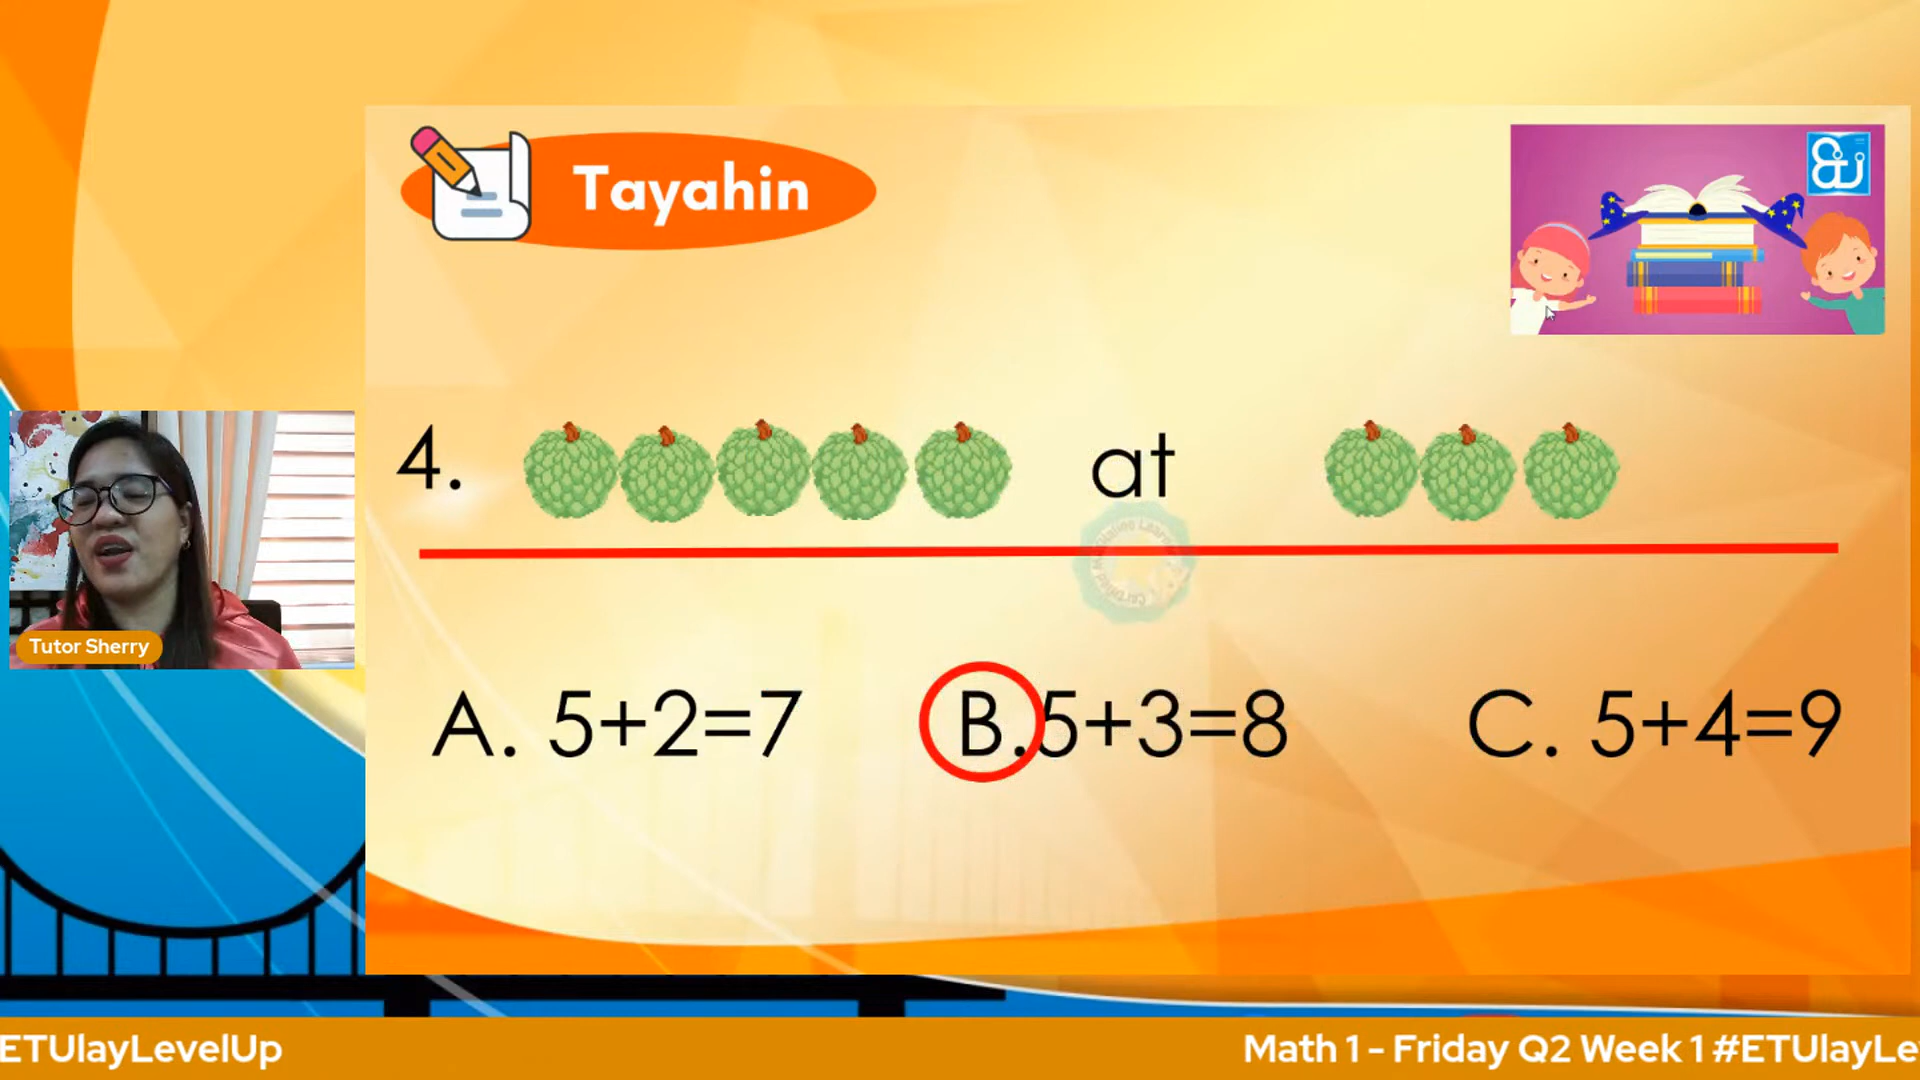 Tayahin
4. at
A. 5+2=7 B.5+3=8 C. 5+4=9
Tutor Sherry
ETUlayLevelUp Math 1 - Friday Q2 Week 1 #ETUlayLe